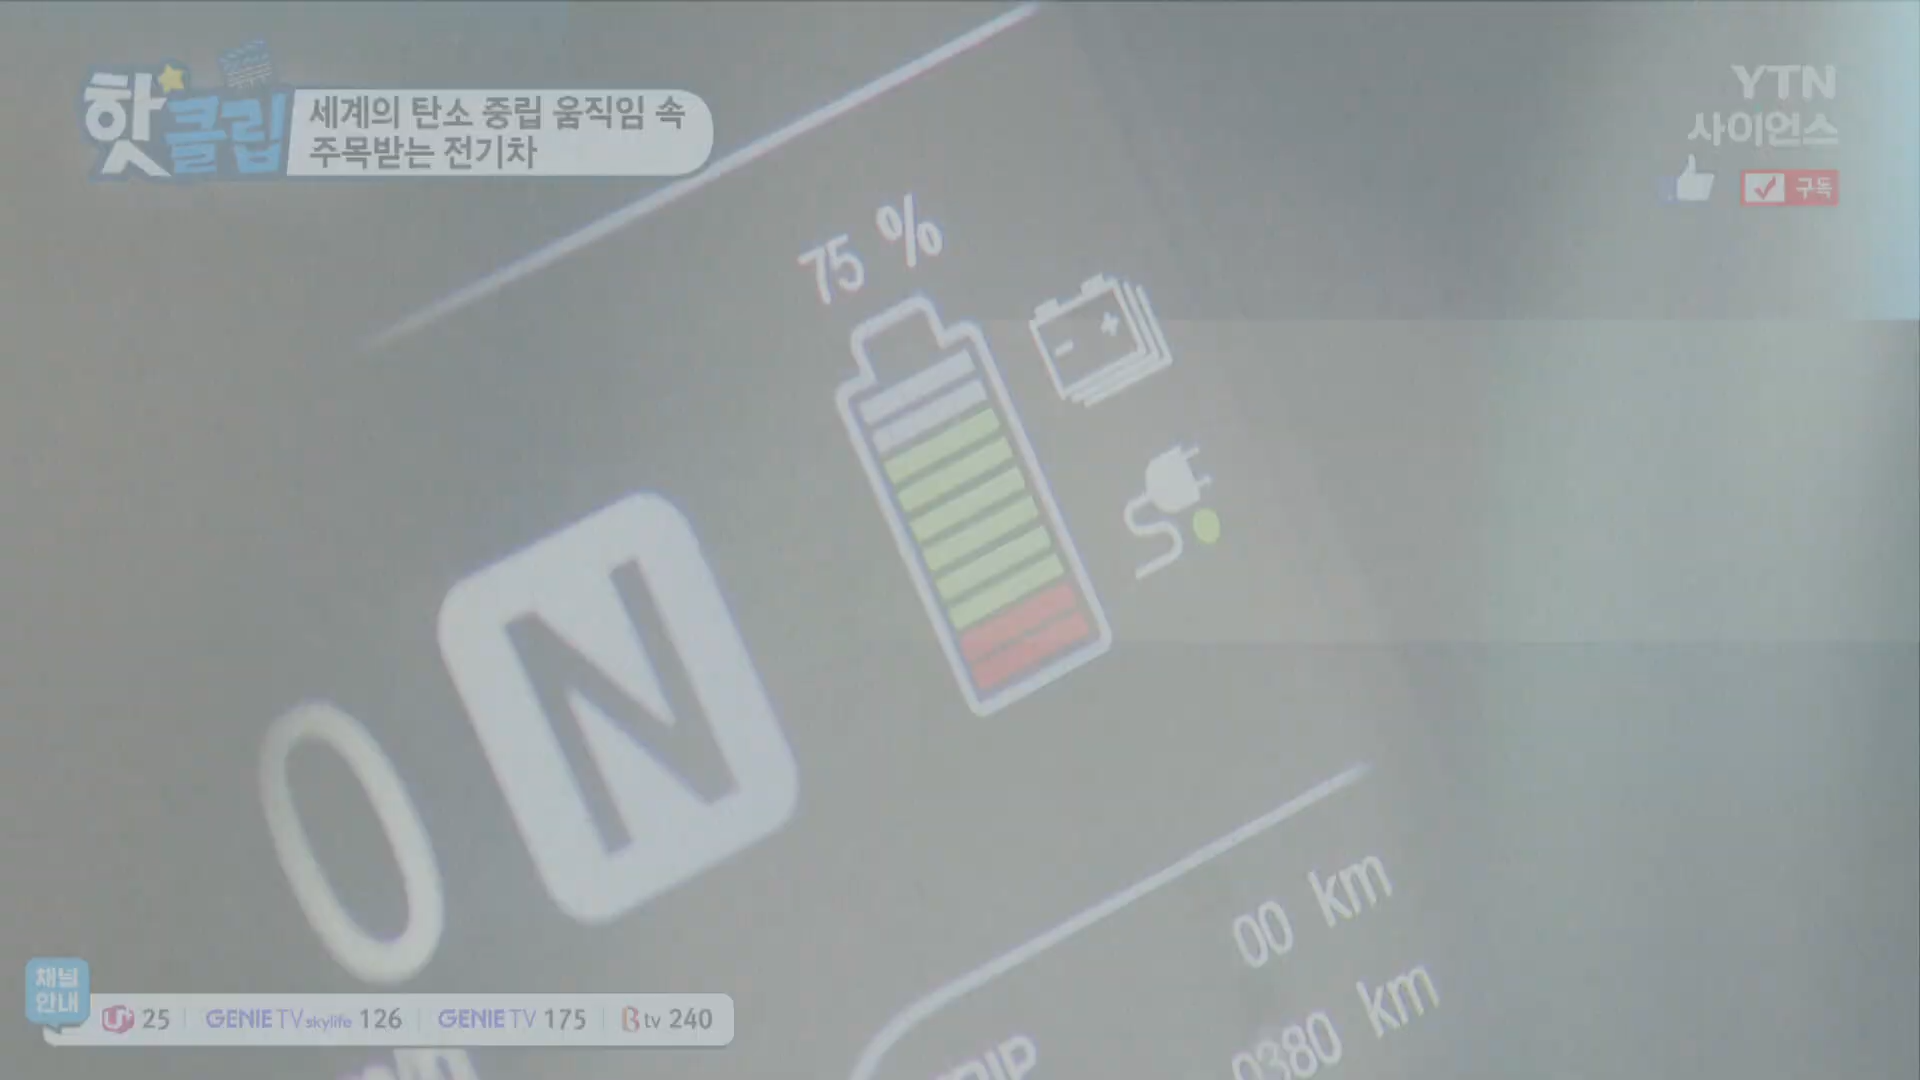 핫클립
세계의 탄소 중립 움직임 속
주목받는 전기차
YTN
사이언스
구독
75 %
- +
N
0
00 km
0380 km
채널
안내
U+ 25 GENIE TV skylife 126 GENIE TV 175 B tv 240